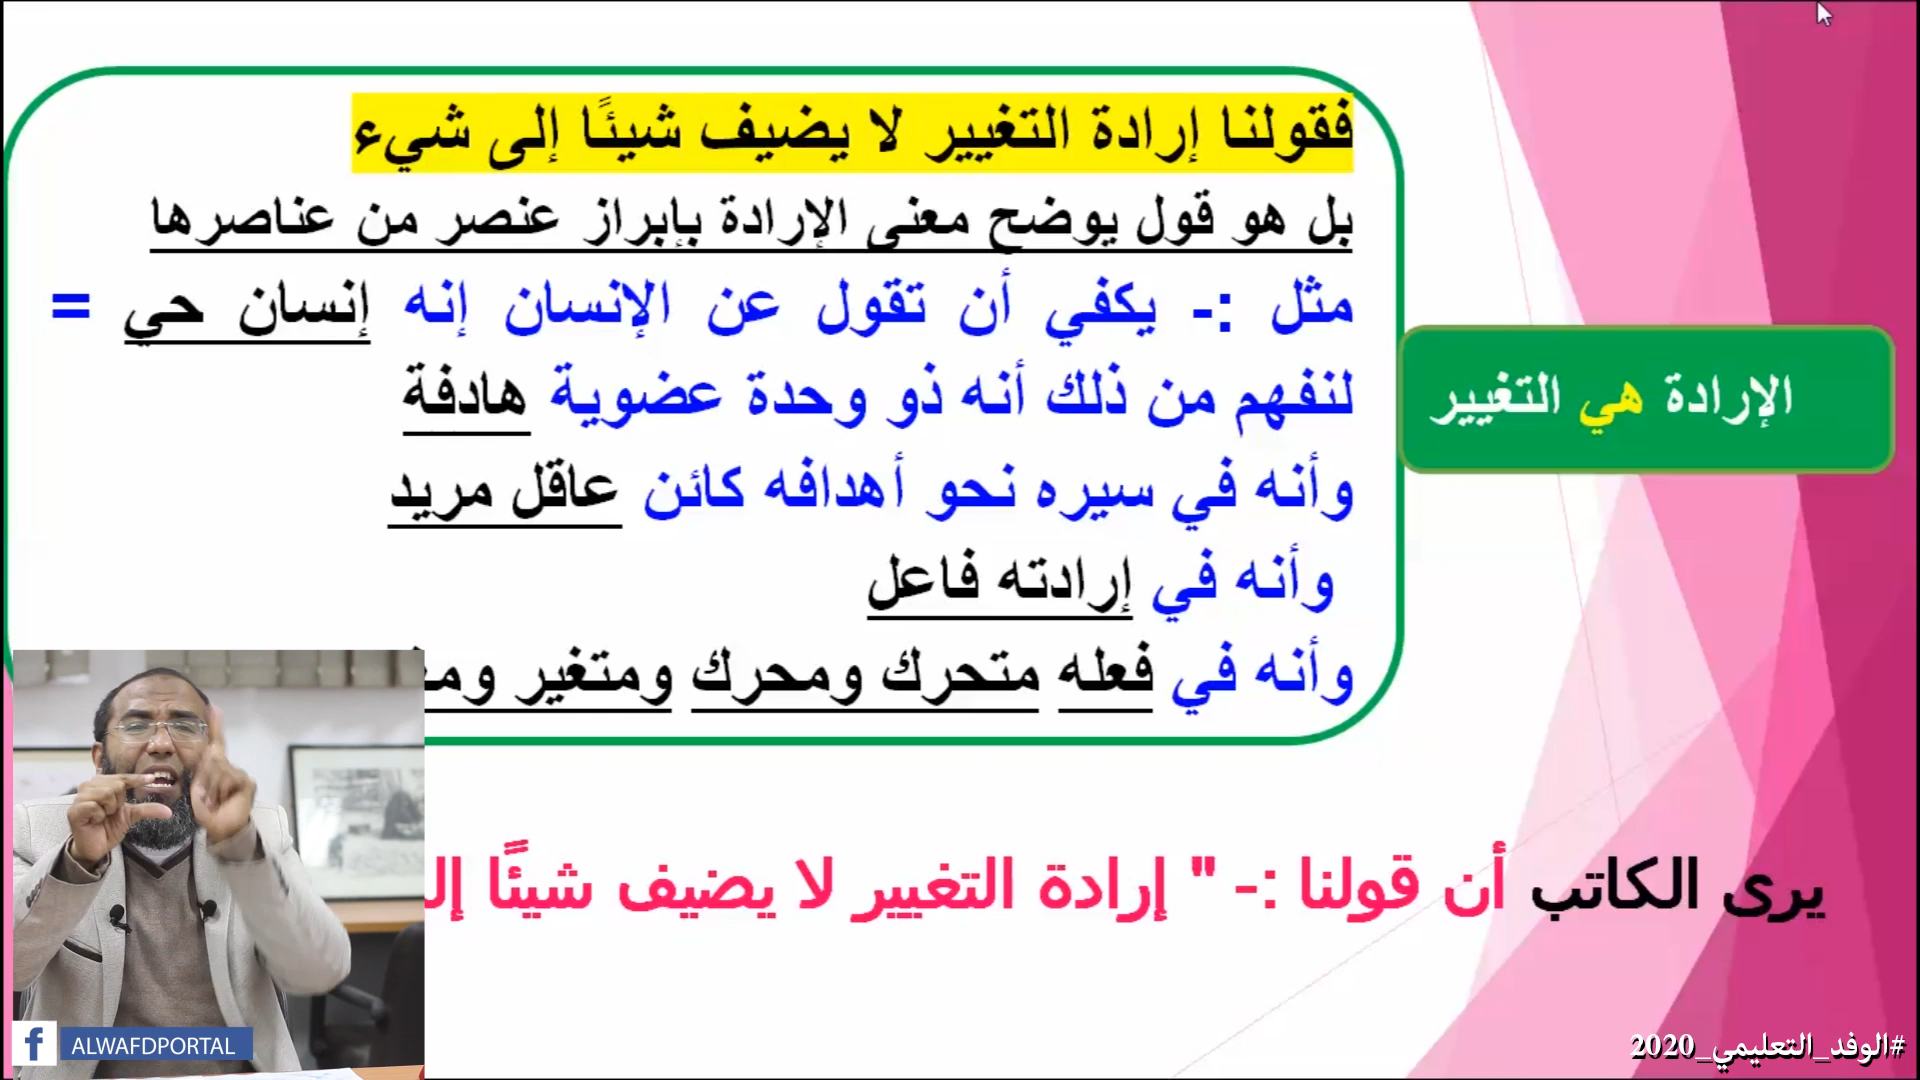 فقولنا إرادة التغيير لا يضيف شيئًا إلى شيء
بل هو قول يوضح معنى الإرادة بإبراز عنصر من عناصرها
مثل :- يكفي أن تقول عن الإنسان إنه إنسان حي =
لنفهم من ذلك أنه ذو وحدة عضوية هادفة
وأنه في سيره نحو أهدافه كائن عاقل مريد
وأنه في إرادته فاعل
وأنه في فعله متحرك ومحرك ومتغير
الإرادة هي التغيير
يرى الكاتب أن قولنا :- " إرادة التغيير لا يضيف شيئًا
ALWAFDPORTAL
#الوفد_التعليمي_2020